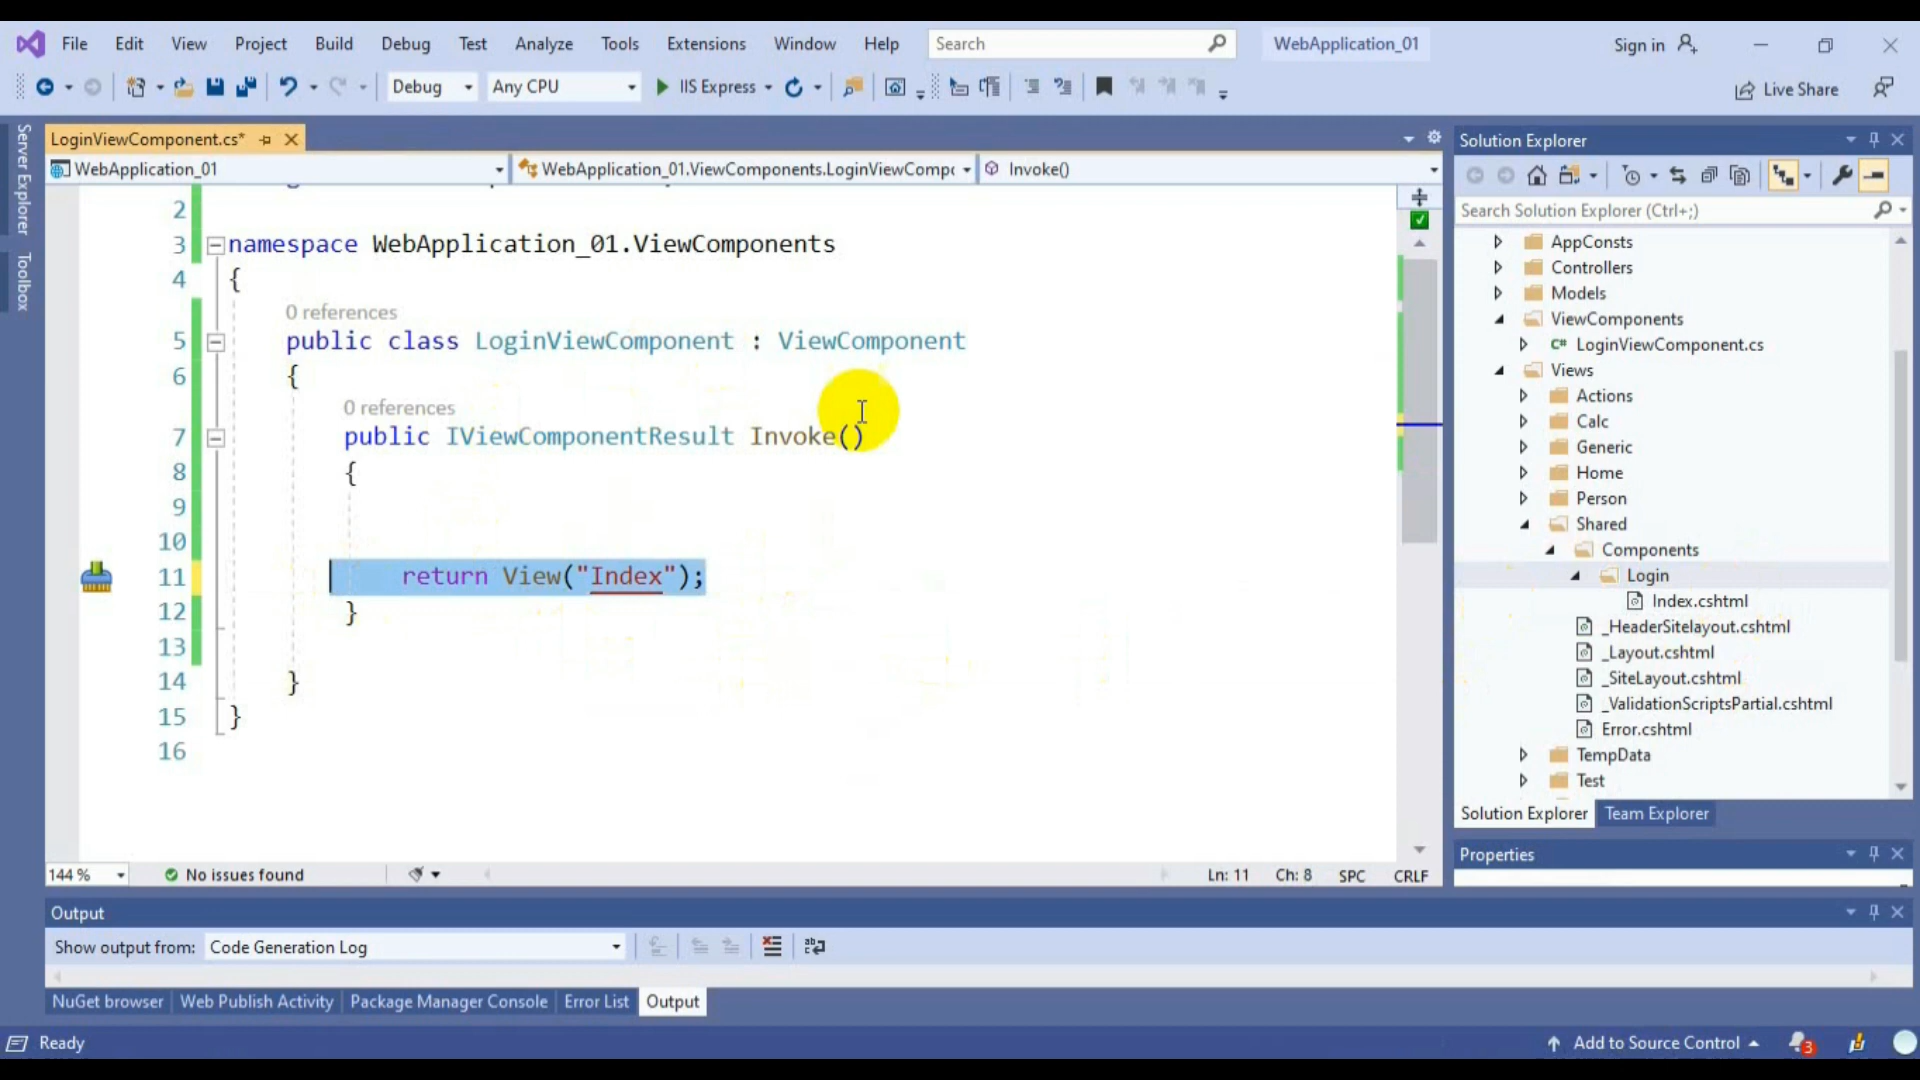 File Edit View Project Build Debug Test Analyze Tools Extensions Window Help Search WebApplication_01 Sign in
Debug Any CPU IIS Express Live Share
Server Explorer
Toolbox
LoginViewComponent.cs*
WebApplication_01 WebApplication_01.ViewComponents.LoginViewCompo Invoke()
2
3 namespace WebApplication_01.ViewComponents
4 {
0 references
5 public class LoginViewComponent : ViewComponent
6 {
0 references
7 public IViewComponentResult Invoke()
8 {
9
10
11 return View("Index");
12 }
13
14 }
15 }
16
144 % No issues found Ln: 11 Ch: 8 SPC CRLF
Solution Explorer
Search Solution Explorer (Ctrl+;)
AppConsts
Controllers
Models
ViewComponents
C# LoginViewComponent.cs
Views
Actions
Calc
Generic
Home
Person
Shared
Components
Login
Index.cshtml
_HeaderSitelayout.cshtml
_Layout.cshtml
_SiteLayout.cshtml
_ValidationScriptsPartial.cshtml
Error.cshtml
TempData
Test
Solution Explorer Team Explorer
Properties
Output
Show output from: Code Generation Log
NuGet browser Web Publish Activity Package Manager Console Error List Output
Ready Add to Source Control 3